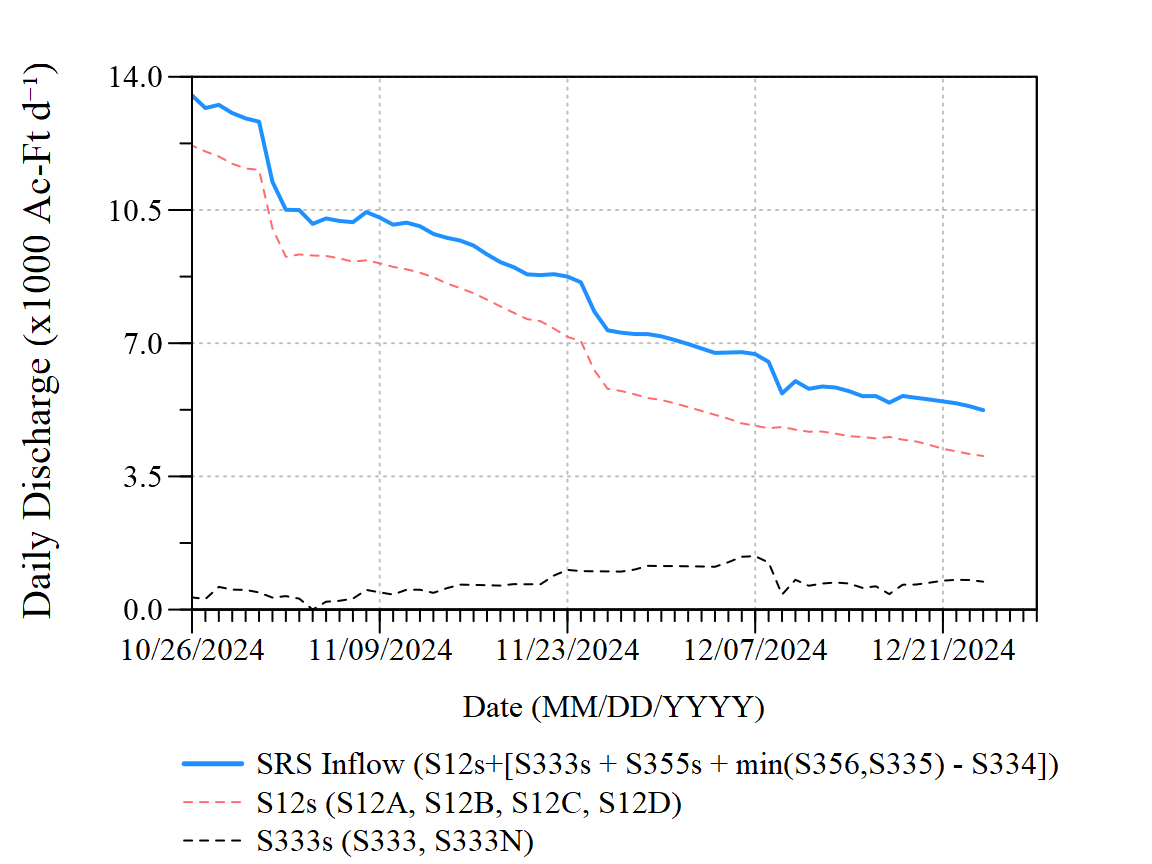 Daily Discharge (x1000 Ac-Ft d⁻¹)
14.0
10.5
7.0
3.5
0.0
10/26/2024 11/09/2024 11/23/2024 12/07/2024 12/21/2024
Date (MM/DD/YYYY)
SRS Inflow (S12s+[S333s + S355s + min(S356,S335) - S334])
S12s (S12A, S12B, S12C, S12D)
S333s (S333, S333N)